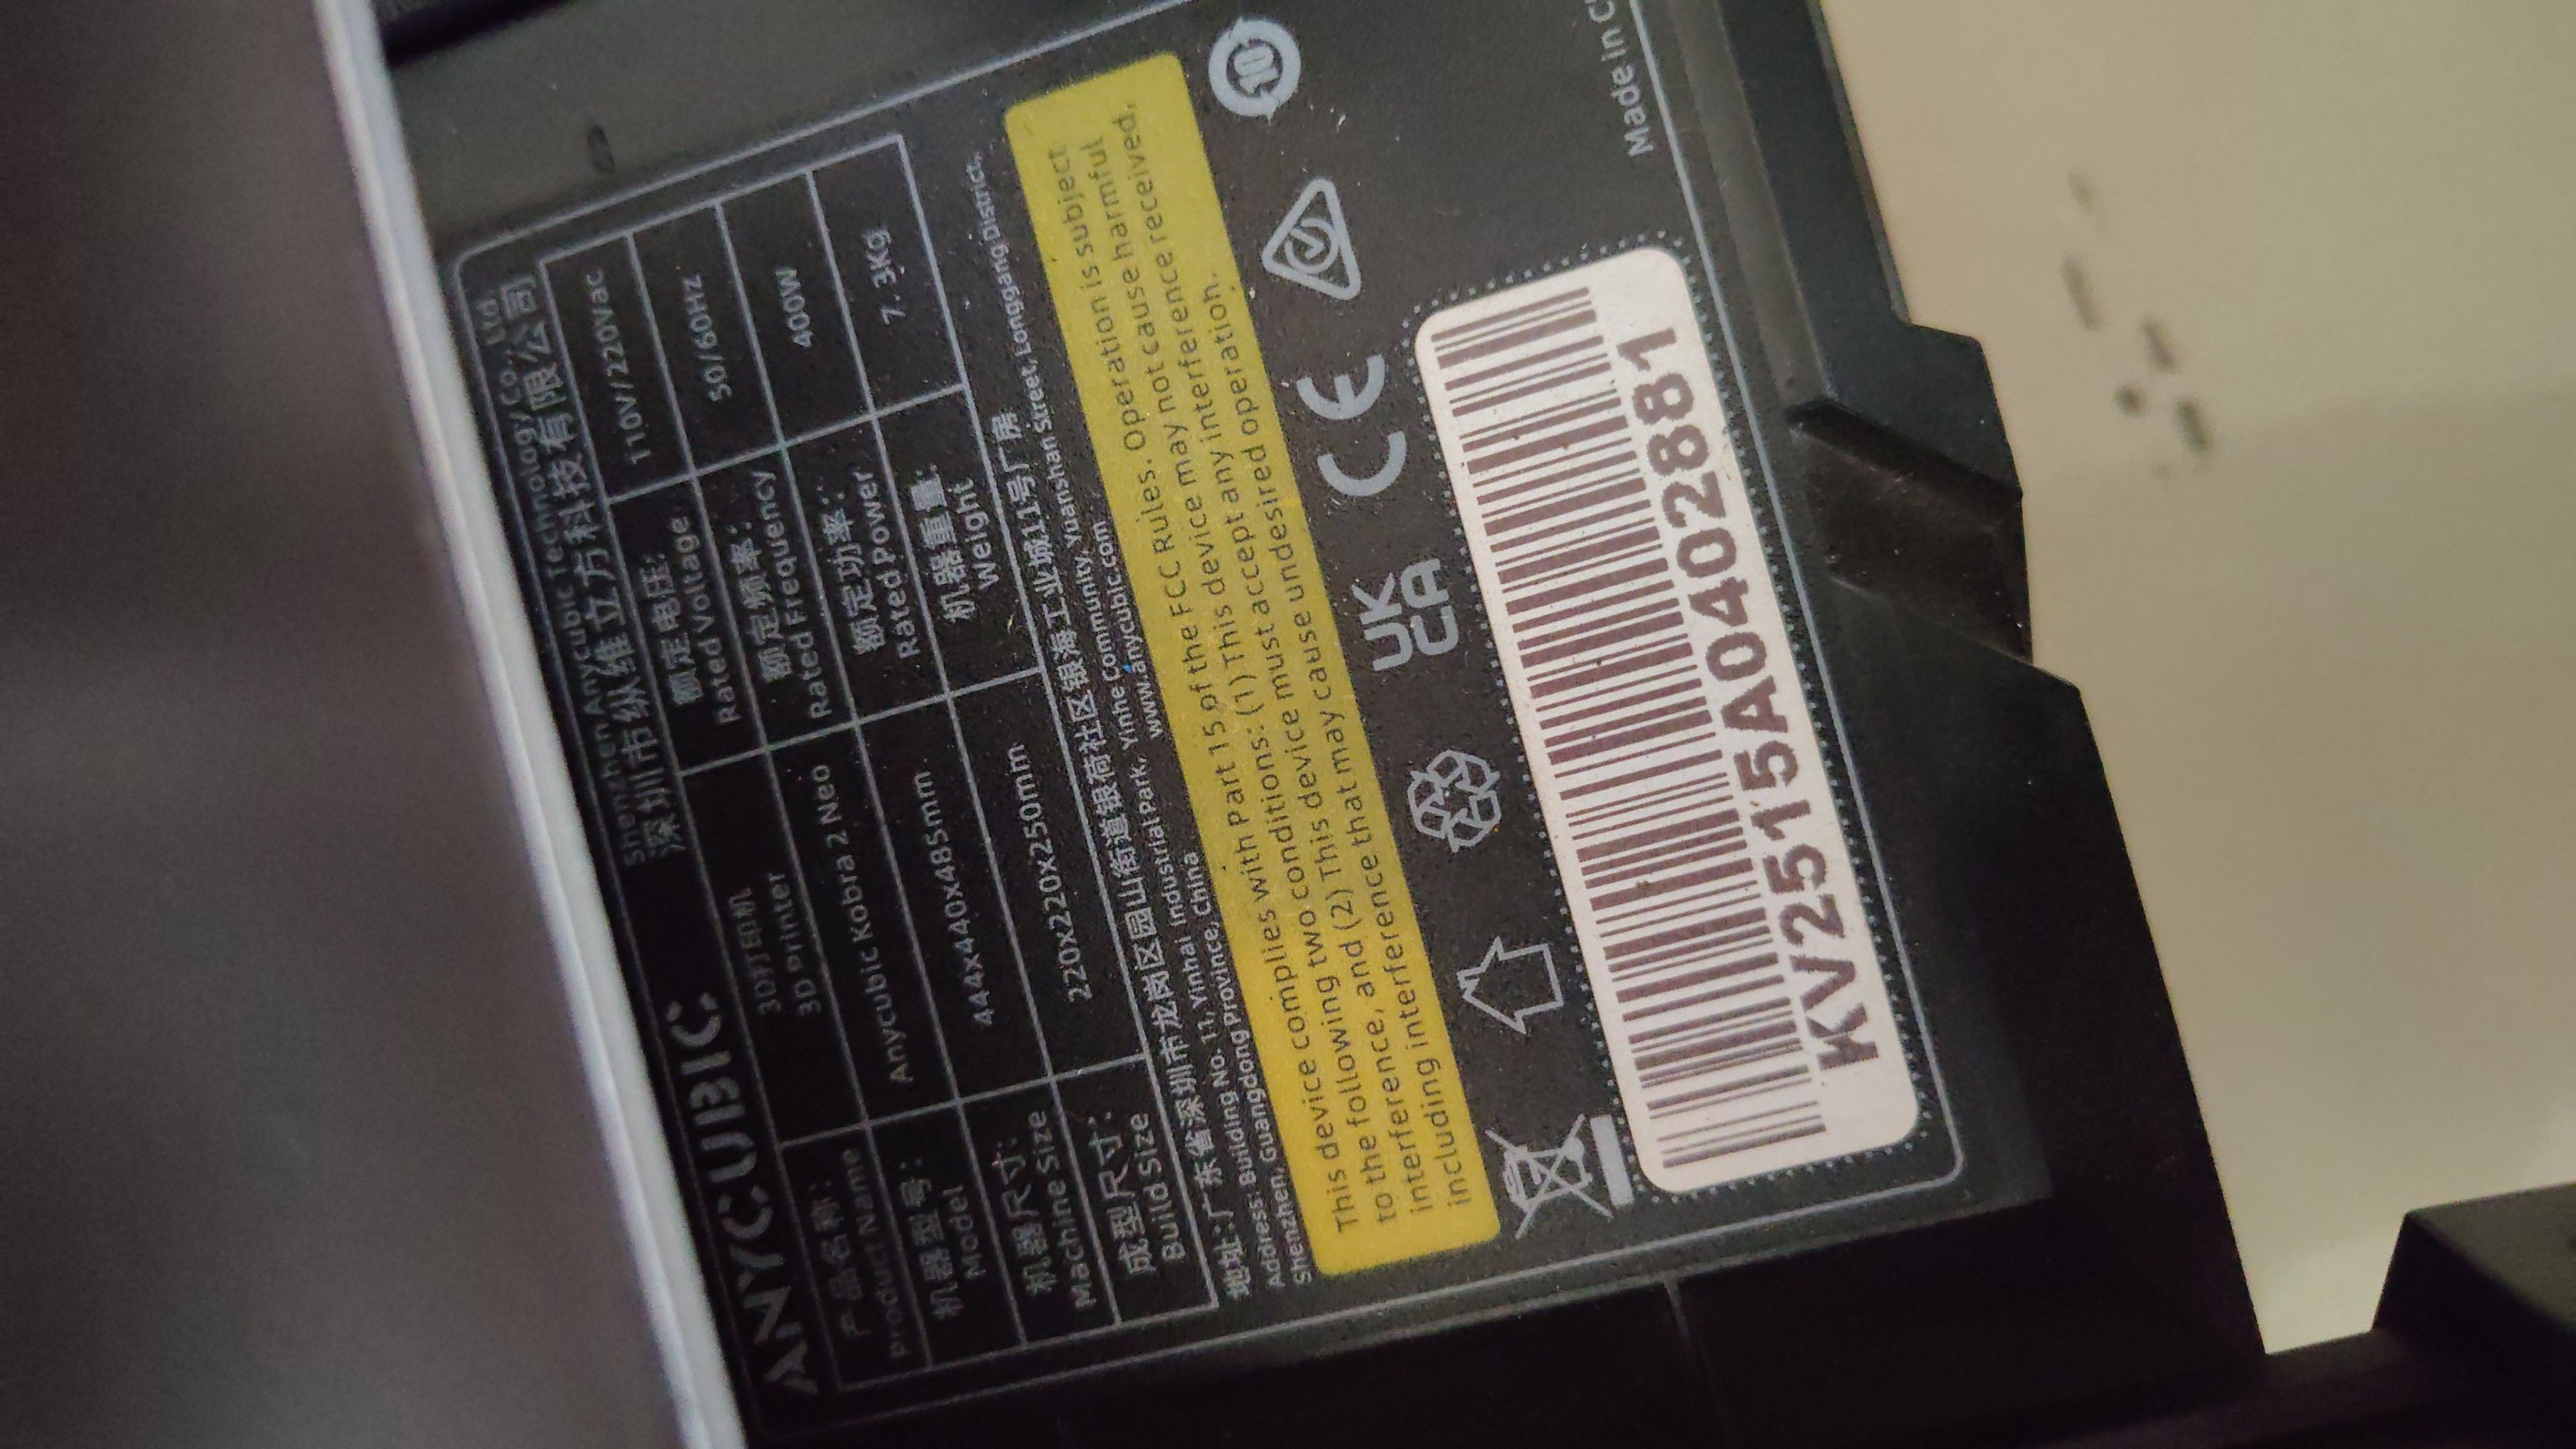 ANYCUBIC
Shenzhen Anycubic Technology Co., Ltd.
深圳市纵维立方科技有限公司
产品名称: 3D打印机 额定电压: 110V/220Vac
Product Name 3D Printer Rated Voltage
机器型号: Anycubic Kobra 2 Neo 额定频率: 50/60Hz
Model Rated Frequency
机器尺寸: 444x440x485mm 额定功率: 400W
Machine Size Rated Power
成型尺寸: 220x220x250mm 机器重量: 7.3Kg
Build Size Weight
地址:广东省深圳市龙岗区园山街道银荷社区银海工业城11号厂房
Address: Building No. 11, Yinhai Industrial Park, Yinhe Community, Yuanshan Street, Longgang District,
Shenzhen, Guangdong Province, China www.anycubic.com
This device complies with Part 15 of the FCC Rules. Operation is subject
to the following two conditions: (1) This device may not cause harmful
interference, and (2) This device must accept any interference received,
including interference that may cause undesired operation.
UK
CA
CE
10
KV2515A0402881
Made in